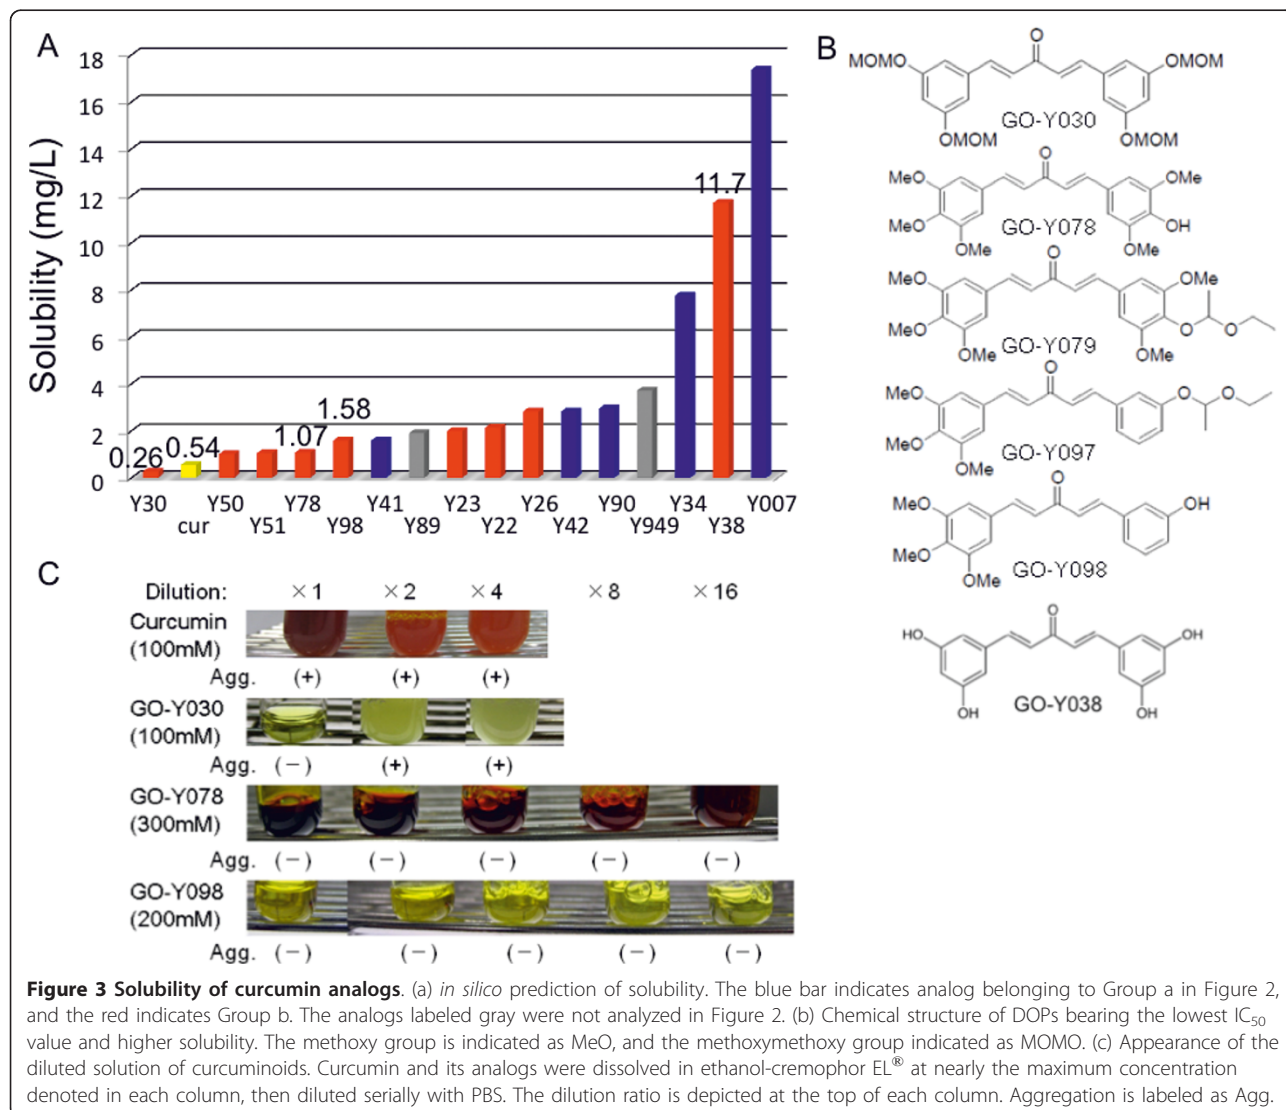 A
Solubility (mg/L)
18
16
14
12
10
8
6
4
2
0
0.26
0.54
1.07
1.58
11.7
Y30
cur
Y50
Y51
Y78
Y98
Y41
Y89
Y23
Y22
Y26
Y42
Y90
Y949
Y34
Y38
Y007
B
O
MOMO OMOM
GO-Y030
OMOM OMOM
O
MeO OMe
MeO GO-Y078 OH
OMe OMe
O
MeO OMe
MeO GO-Y079 O O
OMe OMe
O
MeO O O
MeO GO-Y097
OMe
O
MeO OH
MeO GO-Y098
OMe
O
HO OH
GO-Y038
OH OH
C
Dilution: ×1 ×2 ×4 ×8 ×16
Curcumin
(100mM)
Agg. (+) (+) (+)
GO-Y030
(100mM)
Agg. (−) (+) (+)
GO-Y078
(300mM)
Agg. (−) (−) (−) (−) (−)
GO-Y098
(200mM)
Agg. (−) (−) (−) (−) (−)
Figure 3 Solubility of curcumin analogs. (a) in silico prediction of solubility. The blue bar indicates analog belonging to Group a in Figure 2,
and the red indicates Group b. The analogs labeled gray were not analyzed in Figure 2. (b) Chemical structure of DOPs bearing the lowest IC50
value and higher solubility. The methoxy group is indicated as MeO, and the methoxymethoxy group indicated as MOMO. (c) Appearance of the
diluted solution of curcuminoids. Curcumin and its analogs were dissolved in ethanol-cremophor EL® at nearly the maximum concentration
denoted in each column, then diluted serially with PBS. The dilution ratio is depicted at the top of each column. Aggregation is labeled as Agg.